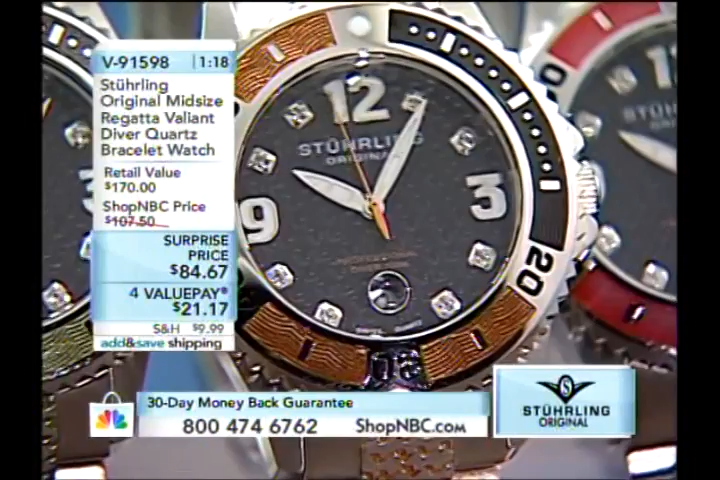 V-91598 1:18
Stührling
Original Midsize
Regatta Valiant
Diver Quartz
Bracelet Watch
Retail Value
$170.00
ShopNBC Price
$107.50
SURPRISE
PRICE
$84.67
4 VALUEPAY®
$21.17
S&H $9.99
add&save shipping
12
STÜHRLING
ORIGINAL
3
9
20
30-Day Money Back Guarantee
800 474 6762 ShopNBC.com
S
STÜHRLING
ORIGINAL